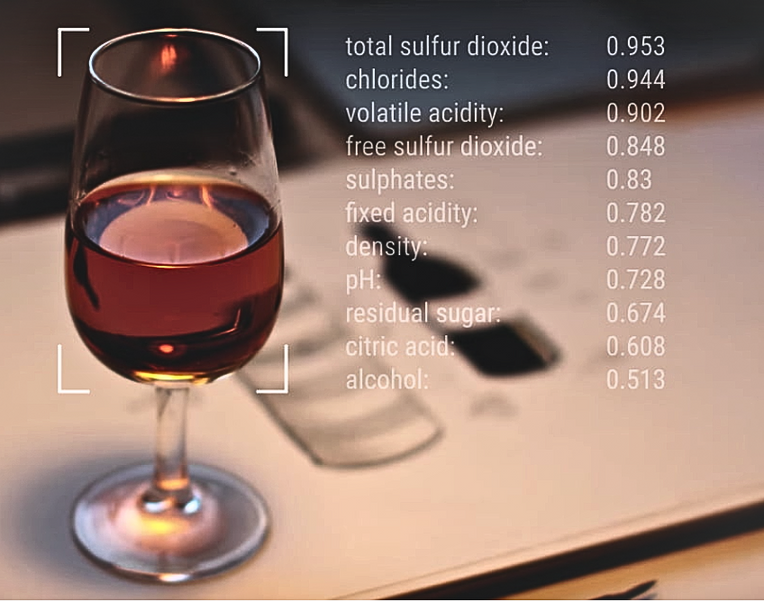 total sulfur dioxide: 0.953
chlorides: 0.944
volatile acidity: 0.902
free sulfur dioxide: 0.848
sulphates: 0.83
fixed acidity: 0.782
density: 0.772
pH: 0.728
residual sugar: 0.674
citric acid: 0.608
alcohol: 0.513